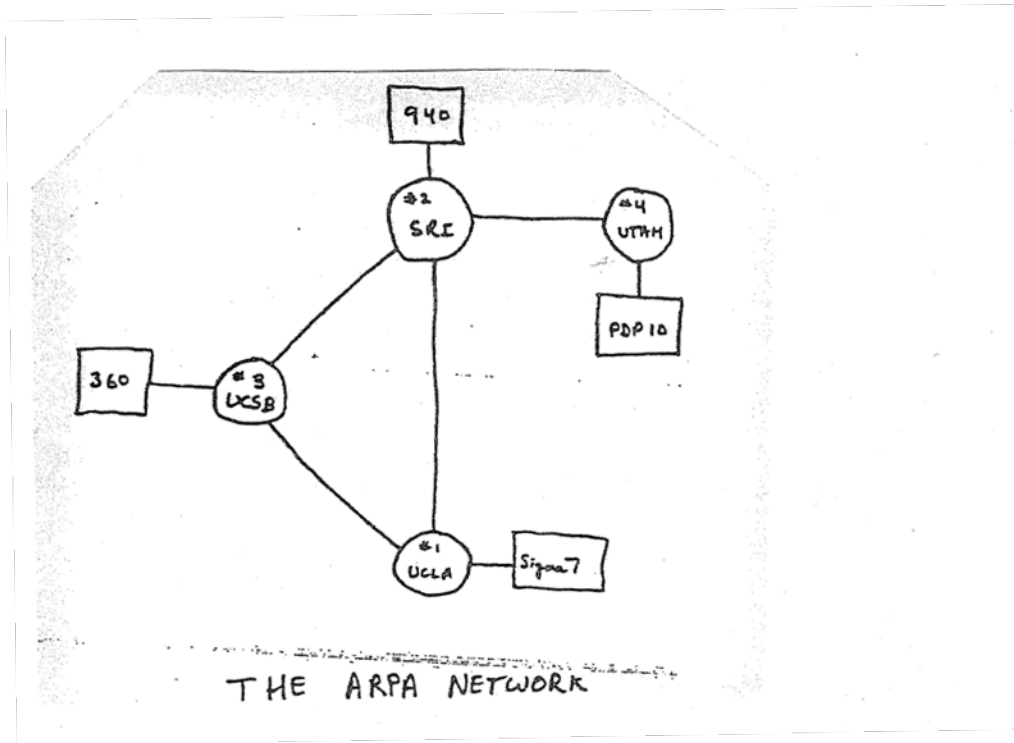 940
#2
SRI
#4
UTAH
PDP 10
360
#3
UCSB
#1
UCLA
Sigma 7
THE ARPA NETWORK